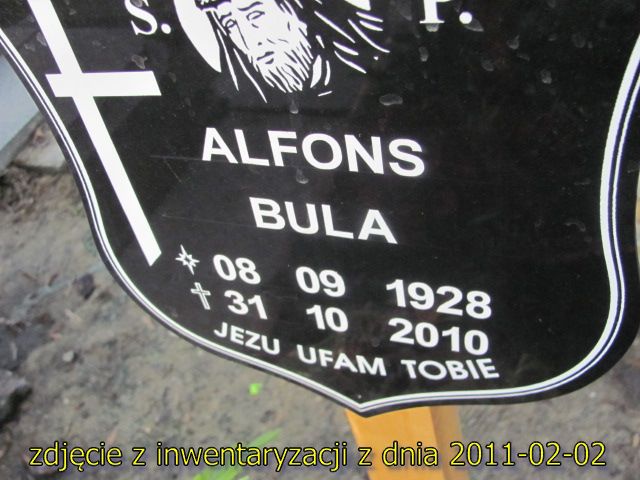 S. P.
ALFONS
BULA
08 09 1928
31 10 2010
JEZU UFAM TOBIE
zdjęcie z inwentaryzacji z dnia 2011-02-02